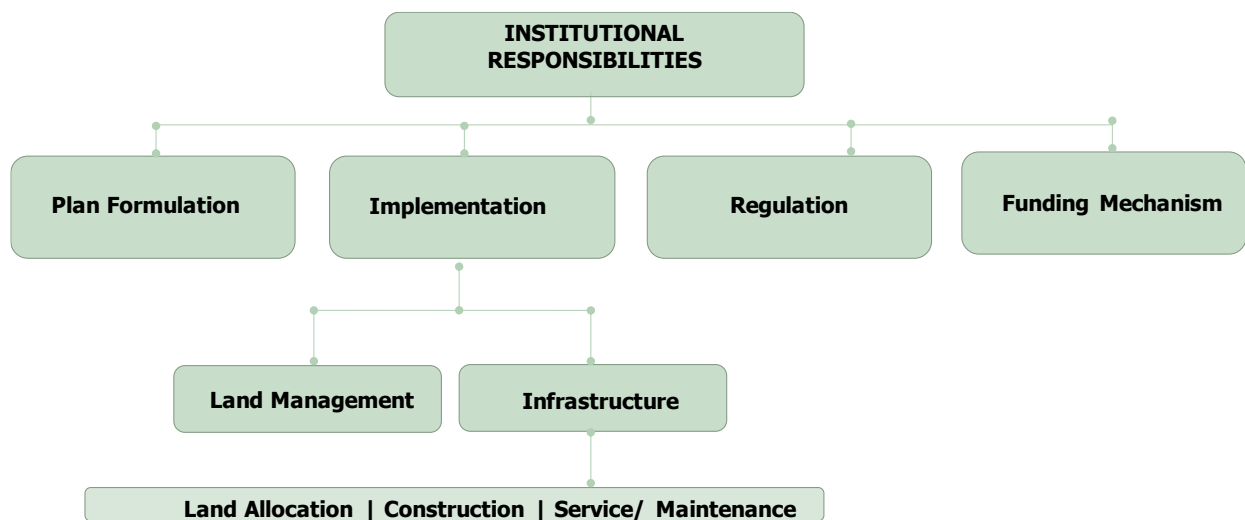 INSTITUTIONAL
RESPONSIBILITIES
Plan Formulation
Implementation
Regulation
Funding Mechanism
Land Management
Infrastructure
Land Allocation | Construction | Service/ Maintenance